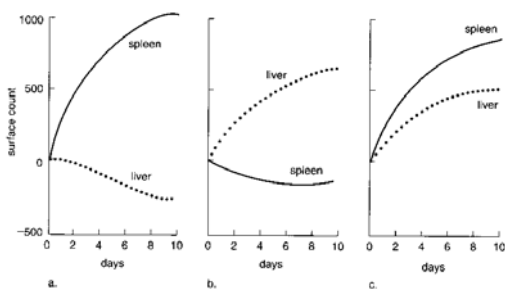 1000
500
0
-500
surface count
spleen
liver
0 2 4 6 8 10
days
a.
liver
spleen
0 2 4 6 8 10
days
b.
spleen
liver
0 2 4 6 8 10
days
c.